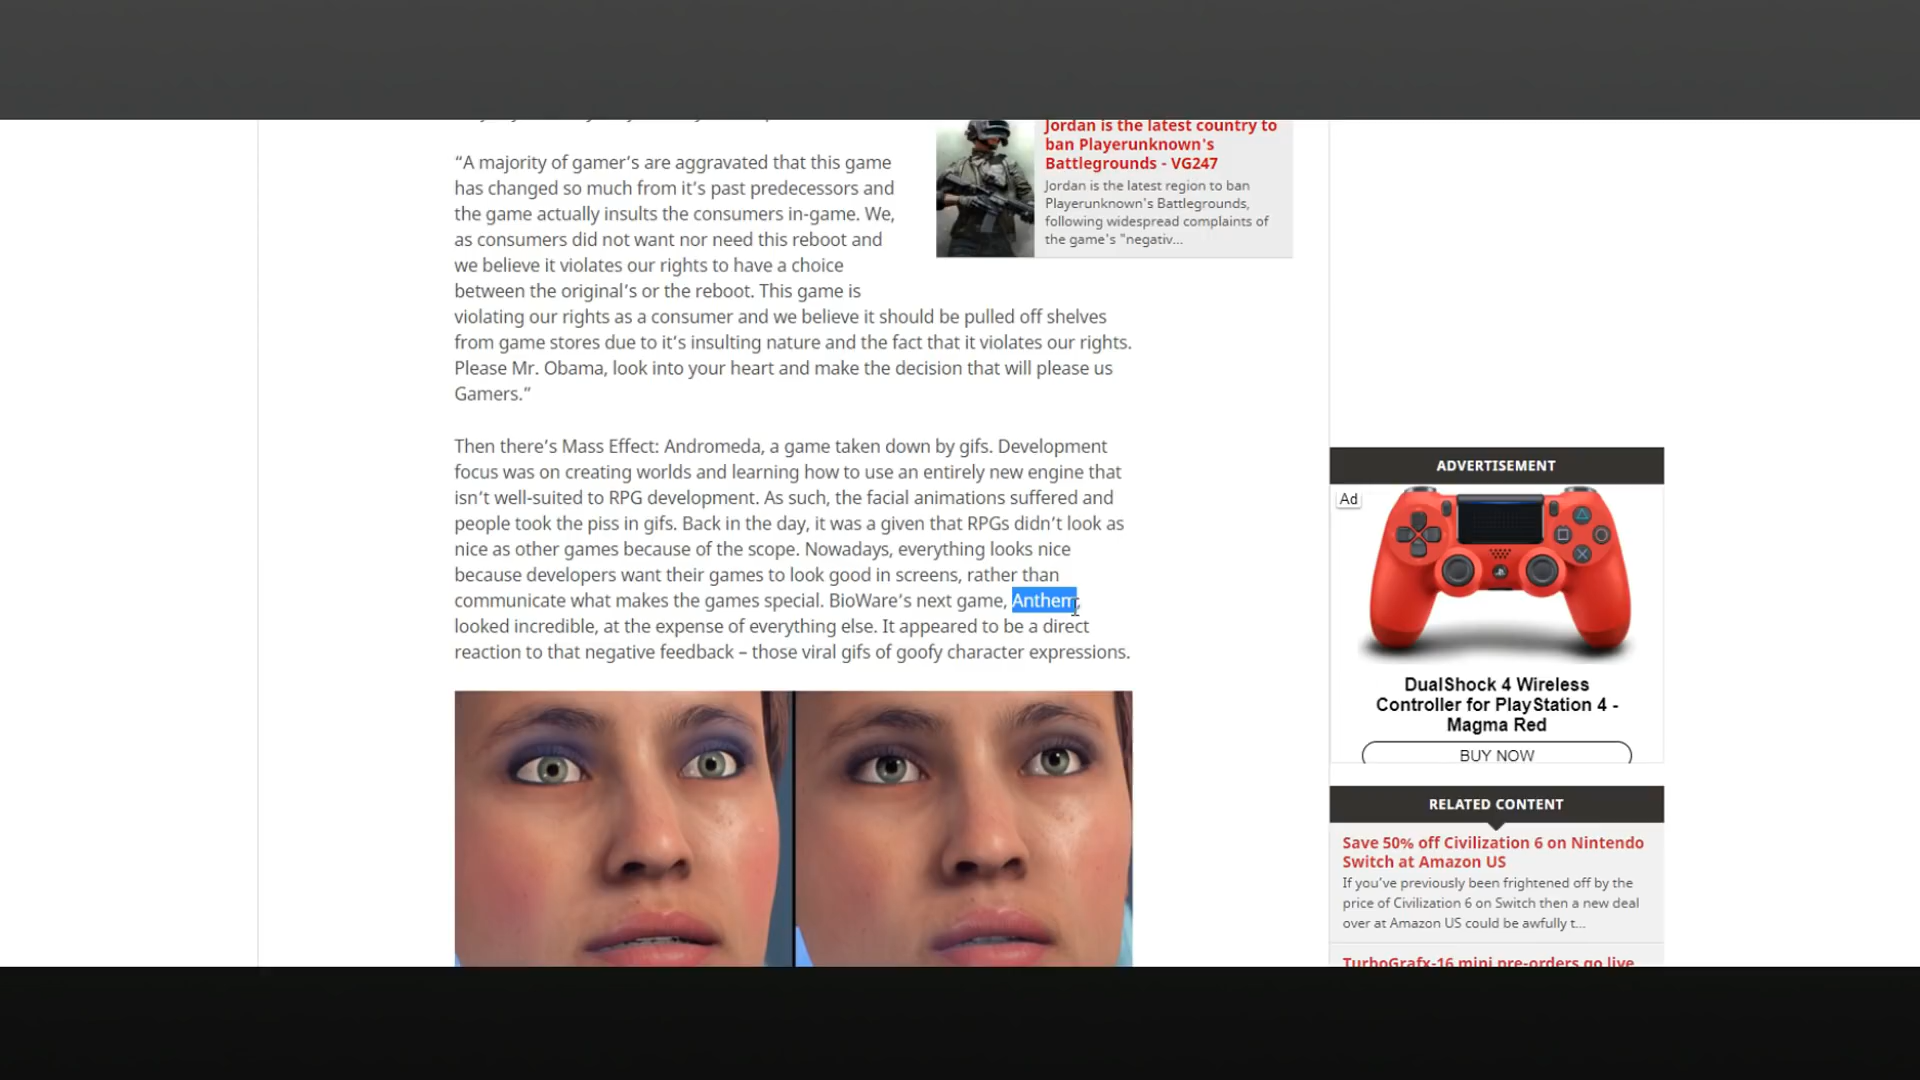 “A majority of gamer’s are aggravated that this game
has changed so much from it’s past predecessors and
the game actually insults the consumers in-game. We,
as consumers did not want nor need this reboot and
we believe it violates our rights to have a choice
between the original’s or the reboot. This game is
violating our rights as a consumer and we believe it should be pulled off shelves
from game stores due to it’s insulting nature and the fact that it violates our rights.
Please Mr. Obama, look into your heart and make the decision that will please us
Gamers.”
Then there’s Mass Effect: Andromeda, a game taken down by gifs. Development
focus was on creating worlds and learning how to use an entirely new engine that
isn’t well-suited to RPG development. As such, the facial animations suffered and
people took the piss in gifs. Back in the day, it was a given that RPGs didn’t look as
nice as other games because of the scope. Nowadays, everything looks nice
because developers want their games to look good in screens, rather than
communicate what makes the games special. BioWare’s next game, Anthem,
looked incredible, at the expense of everything else. It appeared to be a direct
reaction to that negative feedback – those viral gifs of goofy character expressions.
Jordan is the latest country to
ban Playerunknown's
Battlegrounds - VG247
Jordan is the latest region to ban
Playerunknown's Battlegrounds,
following widespread complaints of
the game's "negativ...
ADVERTISEMENT
Ad
DualShock 4 Wireless
Controller for PlayStation 4 -
Magma Red
BUY NOW
RELATED CONTENT
Save 50% off Civilization 6 on Nintendo
Switch at Amazon US
If you’ve previously been frightened off by the
price of Civilization 6 on Switch then a new deal
over at Amazon US could be awfully t...
TurboGrafx-16 mini pre-orders go live